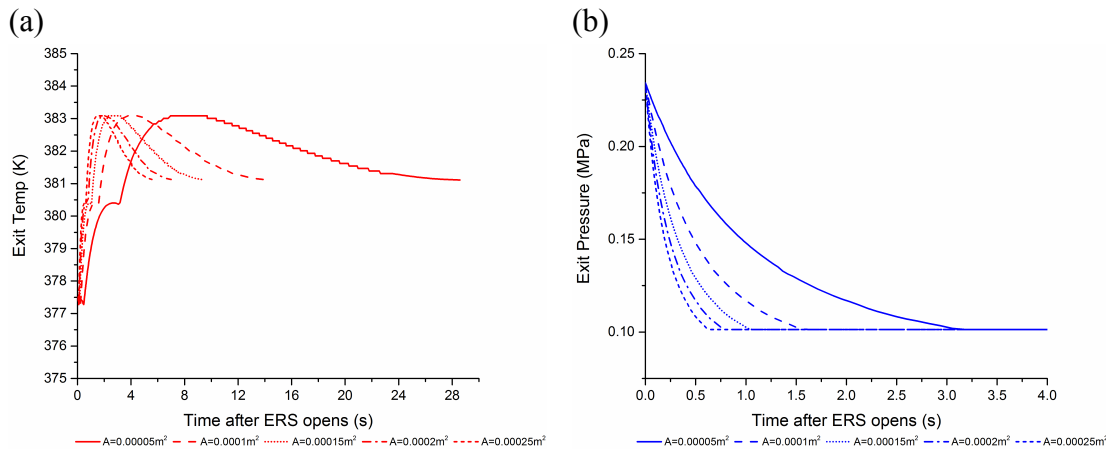 (a)
385
384
383
382
381
380
379
378
377
376
375
Exit Temp (K)
0 4 8 12 16 20 24 28
Time after ERS opens (s)
A=0.00005m² A=0.0001m² A=0.00015m² A=0.0002m² A=0.00025m²
(b)
0.25
0.20
0.15
0.10
Exit Pressure (MPa)
0.0 0.5 1.0 1.5 2.0 2.5 3.0 3.5 4.0
Time after ERS opens (s)
A=0.00005m² A=0.0001m² A=0.00015m² A=0.0002m² A=0.00025m²